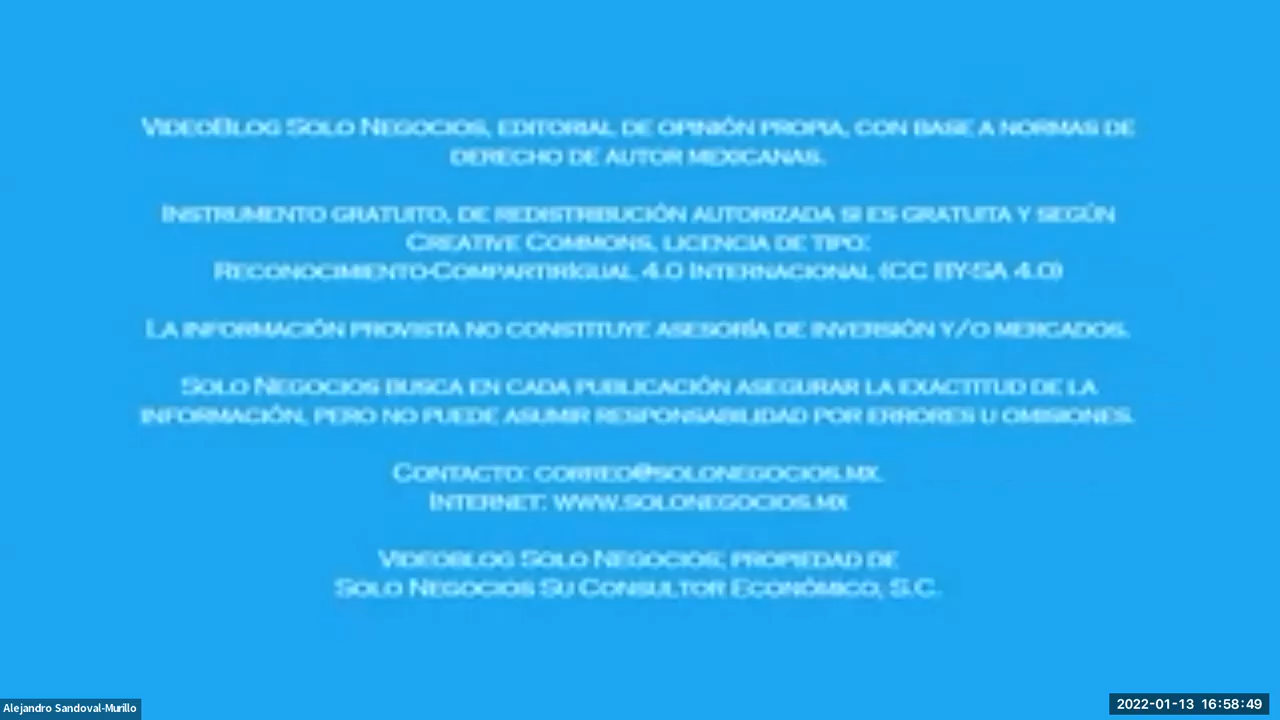 VideoBlog Solo Negocios, editorial de opinión propia, con base a normas de
derecho de autor mexicanas.
Instrumento gratuito, de redistribución autorizada si es gratuita y según
Creative Commons, licencia de tipo:
Reconocimiento-CompartirIgual 4.0 Internacional (CC BY-SA 4.0)
La información provista no constituye asesoría de inversión y/o mercados.
Solo Negocios busca en cada publicación asegurar la exactitud de la
información, pero no puede asumir responsabilidad por errores u omisiones.
Contacto: correo@solonegocios.mx
Internet: www.solonegocios.mx
Videoblog Solo Negocios; propiedad de
Solo Negocios Su Consultor Económico, S.C.
Alejandro Sandoval-Murillo
2022-01-13 16:58:49